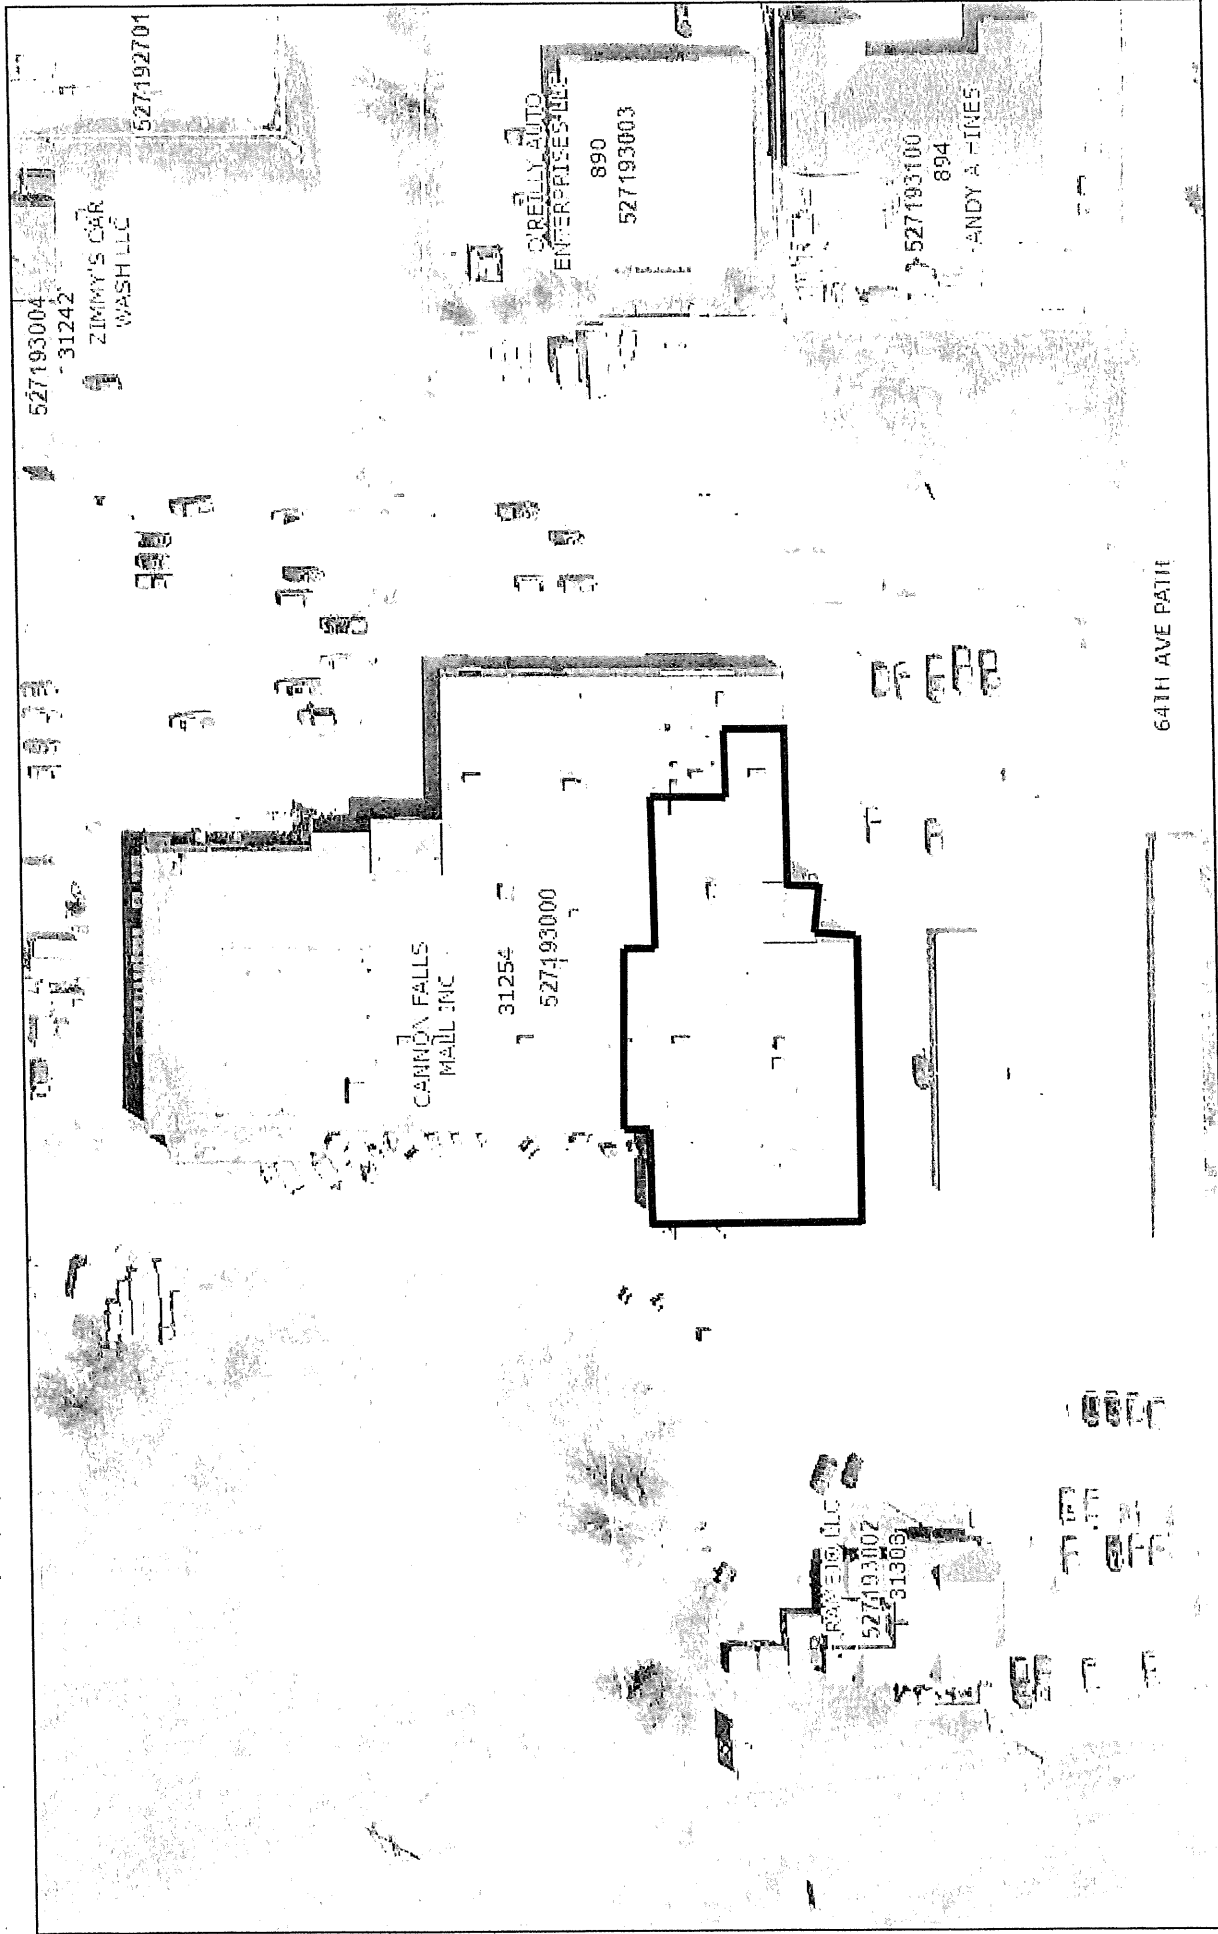 527192701
527193004
31242
ZIMMY'S CAR
WASH LLC
O'REILLY AUTO
ENTERPRISES LLC
890
527193003
527193100
894
ANDY A HINES
CANNON FALLS
MALL INC
31254
527193000
64TH AVE PATH
LLC
527193002
31303